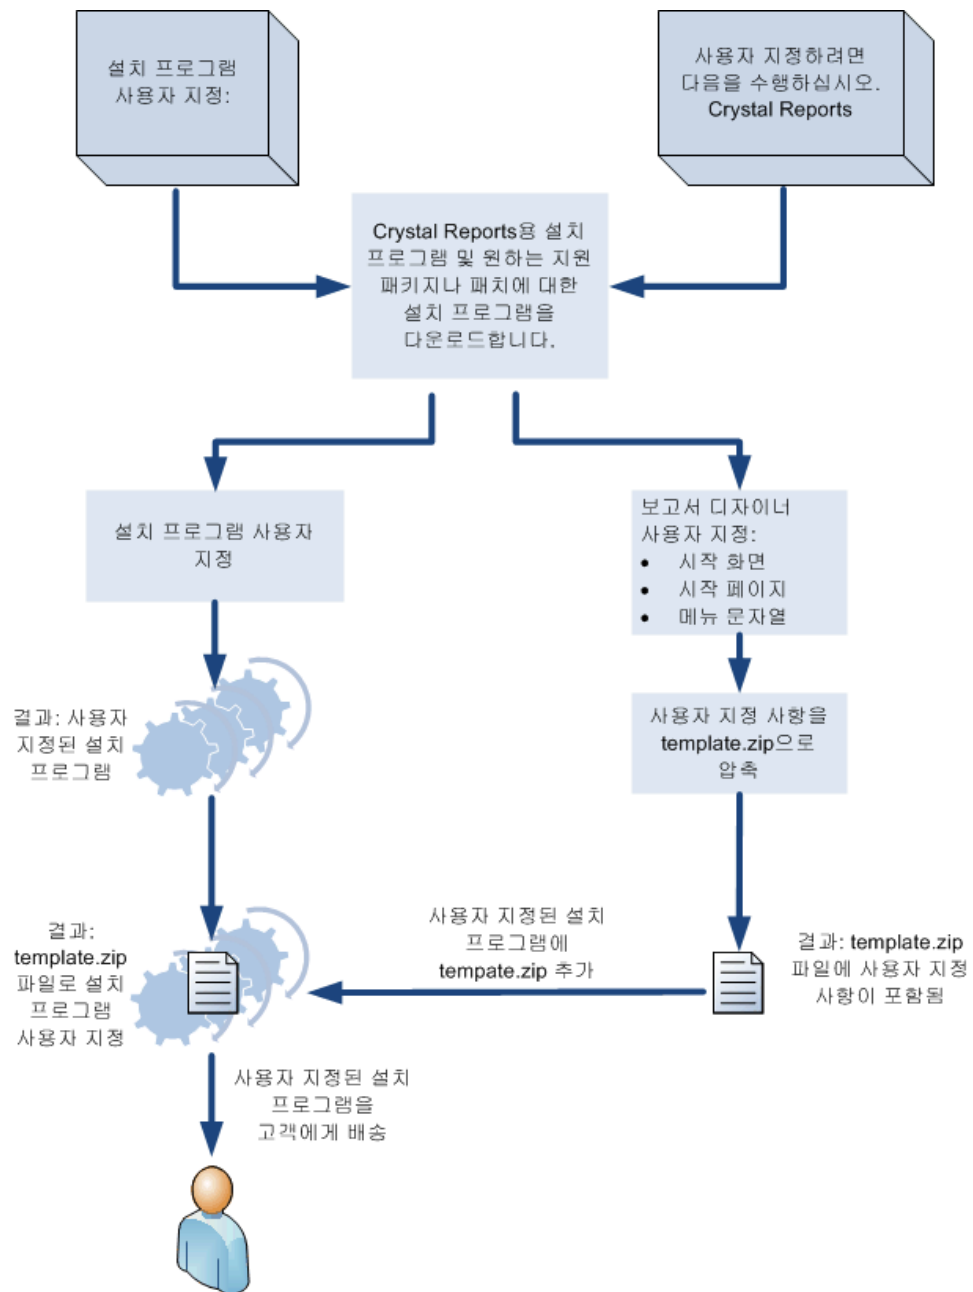 설치 프로그램
사용자 지정:
사용자 지정하려면
다음을 수행하십시오.
Crystal Reports
Crystal Reports용 설치
프로그램 및 원하는 지원
패키지나 패치에 대한
설치 프로그램을
다운로드합니다.
설치 프로그램 사용자
지정
보고서 디자이너
사용자 지정:
• 시작 화면
• 시작 페이지
• 메뉴 문자열
결과: 사용자
지정된 설치
프로그램
사용자 지정 사항을
template.zip으로
압축
결과:
template.zip
파일로 설치
프로그램
사용자 지정
사용자 지정된 설치
프로그램에
tempate.zip 추가
결과: template.zip
파일에 사용자 지정
사항이 포함됨
사용자 지정된 설치
프로그램을
고객에게 배송